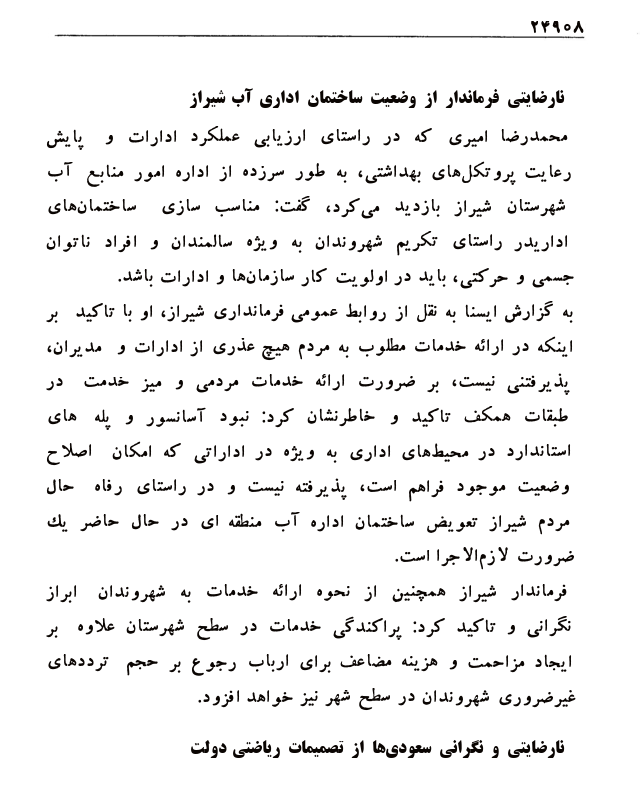 ۲۴۹۰۸
نارضایتی فرماندار از وضعیت ساختمان اداری آب شیراز
محمدرضا امیری که در راستای ارزیابی عملکرد ادارات و پایش
رعایت پروتکل‌های بهداشتی، به طور سرزده از اداره امور منابع آب
شهرستان شیراز بازدید می‌کرد، گفت: مناسب سازی ساختمان‌های
اداریدر راستای تکریم شهروندان به ویژه سالمندان و افراد ناتوان
جسمی و حرکتی، باید در اولویت کار سازمان‌ها و ادارات باشد.
به گزارش ایسنا به نقل از روابط عمومی فرمانداری شیراز، او با تاکید بر
اینکه در ارائه خدمات مطلوب به مردم هیچ عذری از ادارات و مدیران،
پذیرفتنی نیست، بر ضرورت ارائه خدمات مردمی و میز خدمت در
طبقات همکف تاکید و خاطرنشان کرد: نبود آسانسور و پله های
استاندارد در محیط‌های اداری به ویژه در اداراتی که امکان اصلاح
وضعیت موجود فراهم است، پذیرفته نیست و در راستای رفاه حال
مردم شیراز تعویض ساختمان اداره آب منطقه ای در حال حاضر یك
ضرورت لازم‌الاجرا است.
فرماندار شیراز همچنین از نحوه ارائه خدمات به شهروندان ابراز
نگرانی و تاکید کرد: پراکندگی خدمات در سطح شهرستان علاوه بر
ایجاد مزاحمت و هزینه مضاعف برای ارباب رجوع بر حجم ترددهای
غیرضروری شهروندان در سطح شهر نیز خواهد افزود.
نارضایتی و نگرانی سعودی‌ها از تصمیمات ریاضتی دولت